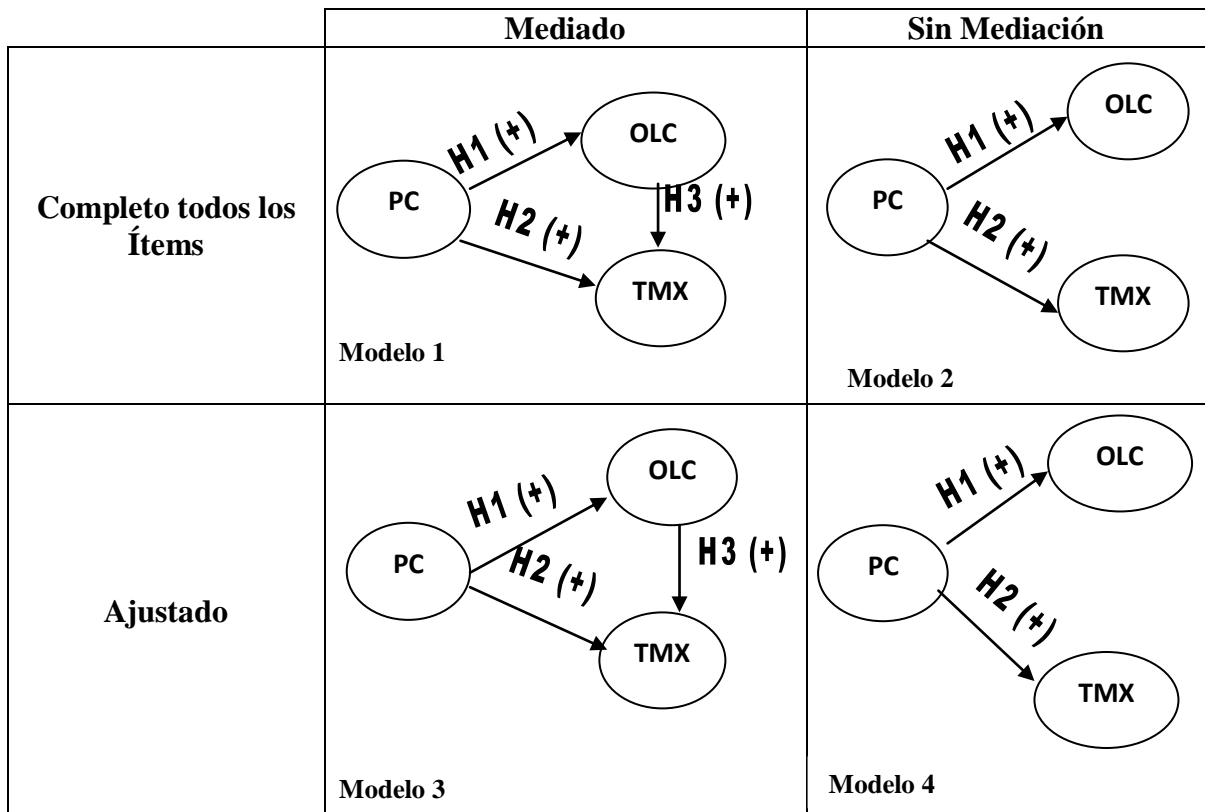 Mediado
Sin Mediación
Completo todos los
Ítems
H1 (+)
OLC
PC
H2 (+)
H3 (+)
TMX
Modelo 1
OLC
H1 (+)
PC
H2 (+)
TMX
Modelo 2
Ajustado
OLC
H1 (+)
PC
H2 (+)
H3 (+)
TMX
Modelo 3
OLC
H1 (+)
PC
H2 (+)
TMX
Modelo 4